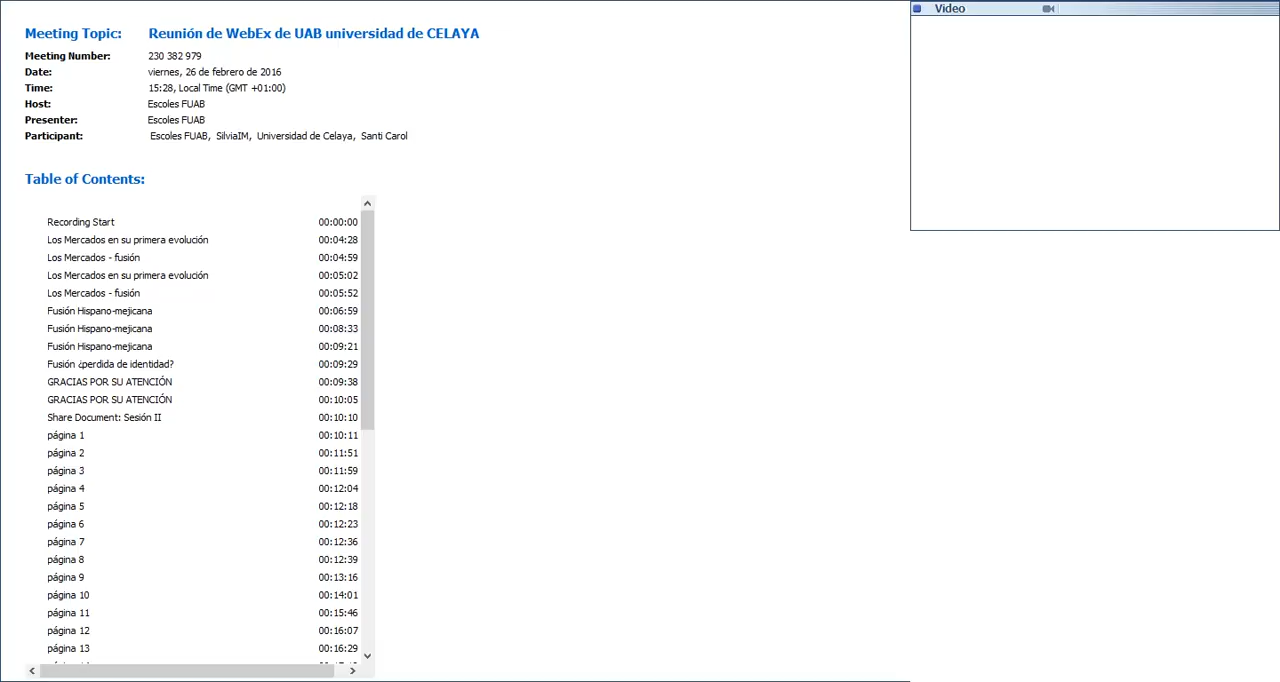 Meeting Topic: Reunión de WebEx de UAB universidad de CELAYA
Meeting Number: 230 382 979
Date: viernes, 26 de febrero de 2016
Time: 15:28, Local Time (GMT +01:00)
Host: Escoles FUAB
Presenter: Escoles FUAB
Participant: Escoles FUAB, SilviaIM, Universidad de Celaya, Santi Carol
Table of Contents:
Recording Start 00:00:00
Los Mercados en su primera evolución 00:04:28
Los Mercados - fusión 00:04:59
Los Mercados en su primera evolución 00:05:02
Los Mercados - fusión 00:05:52
Fusión Hispano-mejicana 00:06:59
Fusión Hispano-mejicana 00:08:33
Fusión Hispano-mejicana 00:09:21
Fusión ¿perdida de identidad? 00:09:29
GRACIAS POR SU ATENCIÓN 00:09:38
GRACIAS POR SU ATENCIÓN 00:10:05
Share Document: Sesión II 00:10:10
página 1 00:10:11
página 2 00:11:51
página 3 00:11:59
página 4 00:12:04
página 5 00:12:18
página 6 00:12:23
página 7 00:12:36
página 8 00:12:39
página 9 00:13:16
página 10 00:14:01
página 11 00:15:46
página 12 00:16:07
página 13 00:16:29
Video